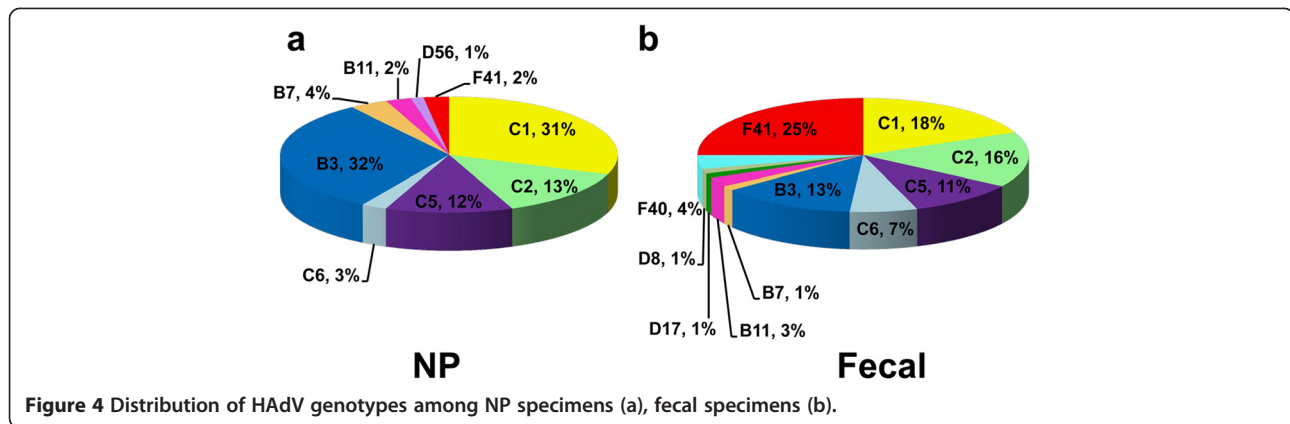 a
D56, 1%
B11, 2%
F41, 2%
B7, 4%
C1, 31%
B3, 32%
C2, 13%
C5, 12%
C6, 3%
NP
b
F41, 25%
C1, 18%
C2, 16%
B3, 13%
C5, 11%
F40, 4%
C6, 7%
D8, 1%
B7, 1%
D17, 1%
B11, 3%
Fecal
Figure 4 Distribution of HAdV genotypes among NP specimens (a), fecal specimens (b).